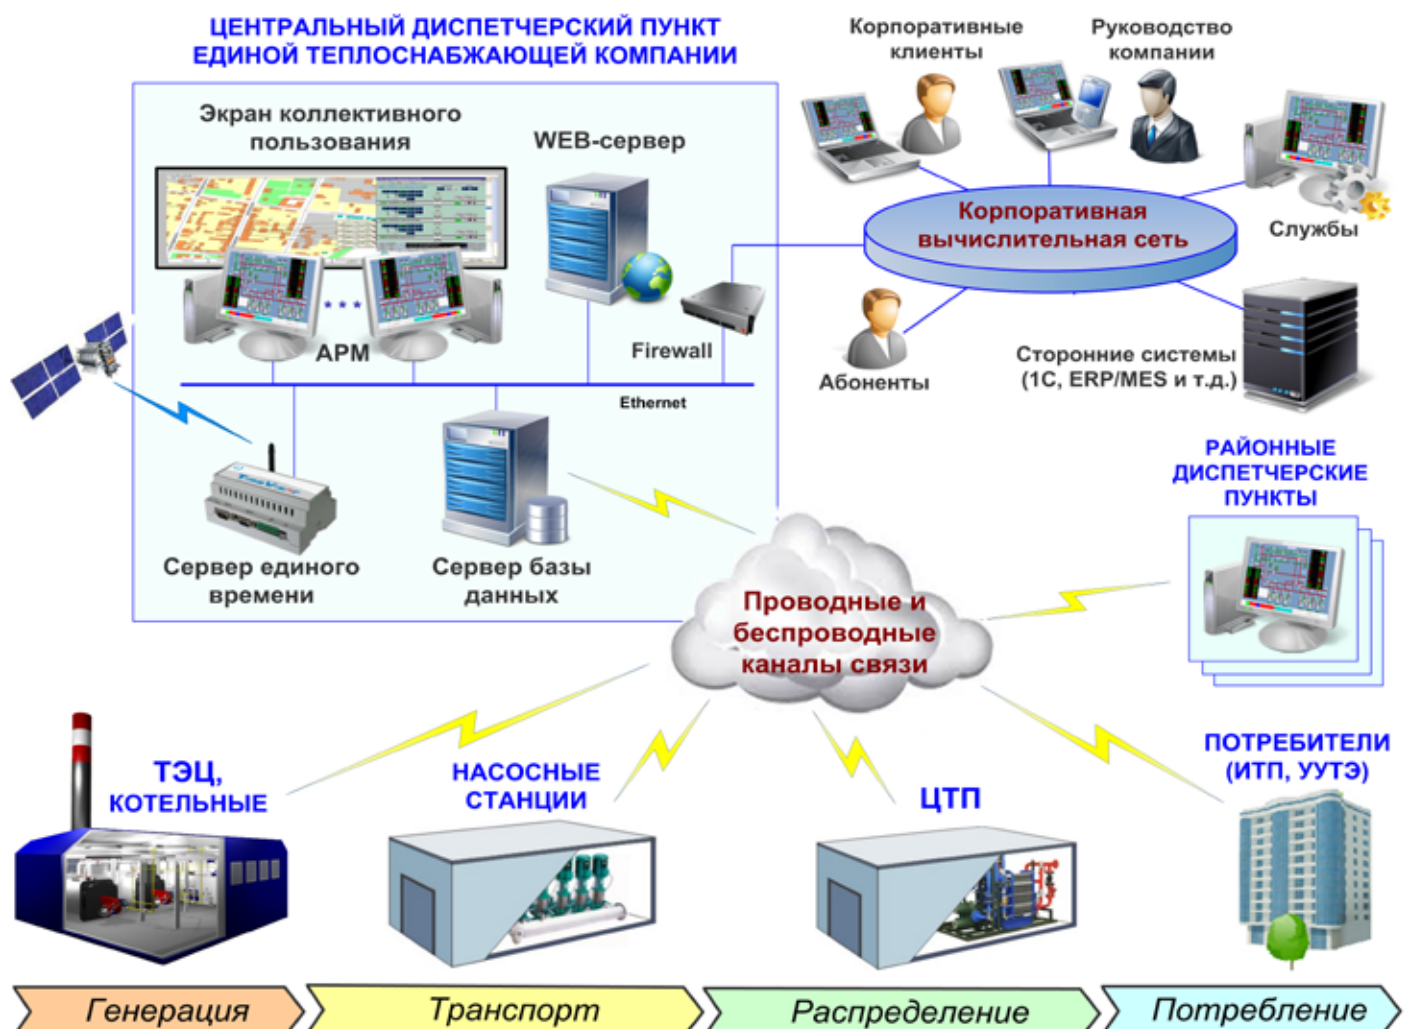 ЦЕНТРАЛЬНЫЙ ДИСПЕТЧЕРСКИЙ ПУНКТ
ЕДИНОЙ ТЕПЛОСНАБЖАЮЩЕЙ КОМПАНИИ
Корпоративные
клиенты
Руководство
компании
Экран коллективного
пользования
WEB-сервер
Корпоративная
вычислительная сеть
Службы
* * *
АРМ
Firewall
Ethernet
Абоненты
Сторонние системы
(1С, ERP/MES и т.д.)
РАЙОННЫЕ
ДИСПЕТЧЕРСКИЕ
ПУНКТЫ
Сервер единого
времени
Сервер базы
данных
Проводные и
беспроводные
каналы связи
ТЭЦ,
КОТЕЛЬНЫЕ
НАСОСНЫЕ
СТАНЦИИ
ЦТП
ПОТРЕБИТЕЛИ
(ИТП, УУТЭ)
Генерация
Транспорт
Распределение
Потребление